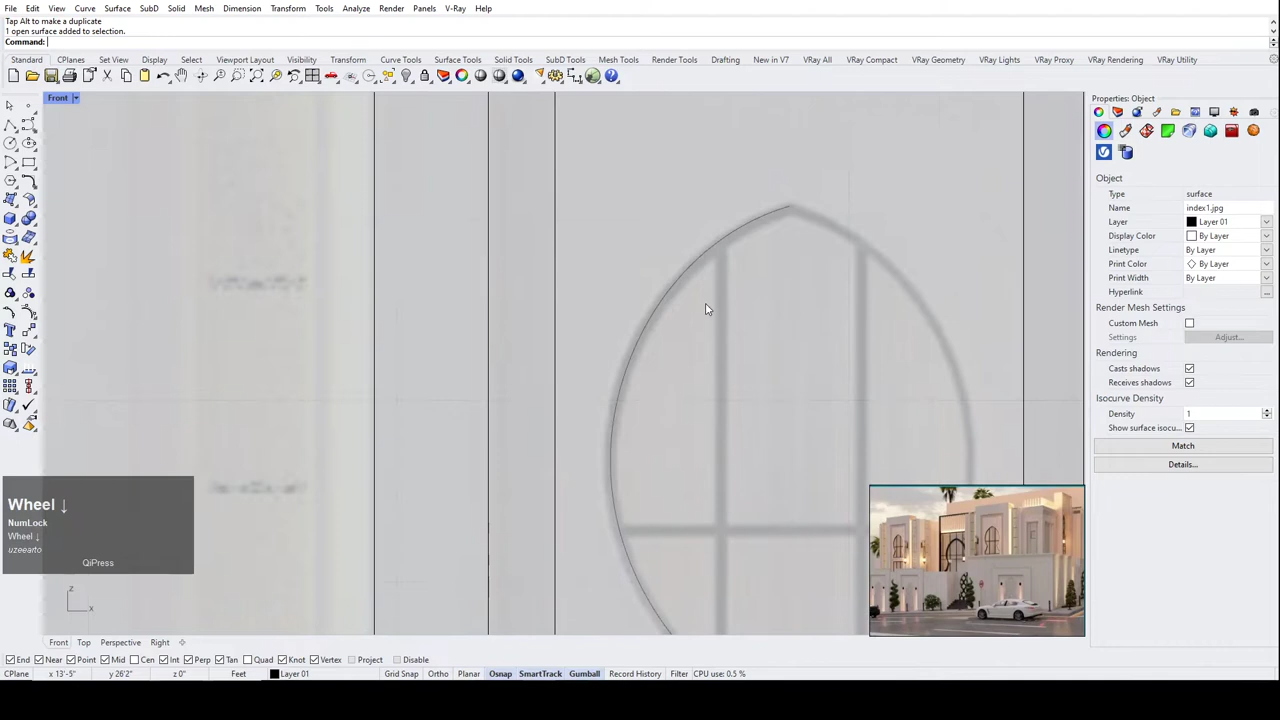 File Edit View Curve Surface SubD Solid Mesh Dimension Transform Tools Analyze Render Panels V-Ray Help
Tap Alt to make a duplicate
1 open surface added to selection.
Command:
Standard CPlanes Set View Display Select Viewport Layout Visibility Transform Curve Tools Surface Tools Solid Tools SubD Tools Mesh Tools Render Tools Drafting New in V7 VRay All VRay Compact VRay Geometry VRay Lights VRay Proxy VRay Rendering VRay Utility
Front
Properties: Object
Object
Type surface
Name index1.jpg
Layer Layer 01
Display Color By Layer
Linetype By Layer
Print Color By Layer
Print Width By Layer
Hyperlink ...
Render Mesh Settings
Custom Mesh
Settings Adjust...
Rendering
Casts shadows
Receives shadows
Isocurve Density
Density 1
Show surface isocu...
Match
Details...
Wheel ↓
NumLock
Wheel ↓
uzeearto
QiPress
z
x
Front Top Perspective Right
End Near Point Mid Cen Int Perp Tan Quad Knot Vertex Project Disable
CPlane x 13'-5" y 26'2" z 0" Feet Layer 01 Grid Snap Ortho Planar Osnap SmartTrack Gumball Record History Filter CPU use: 0.5 %